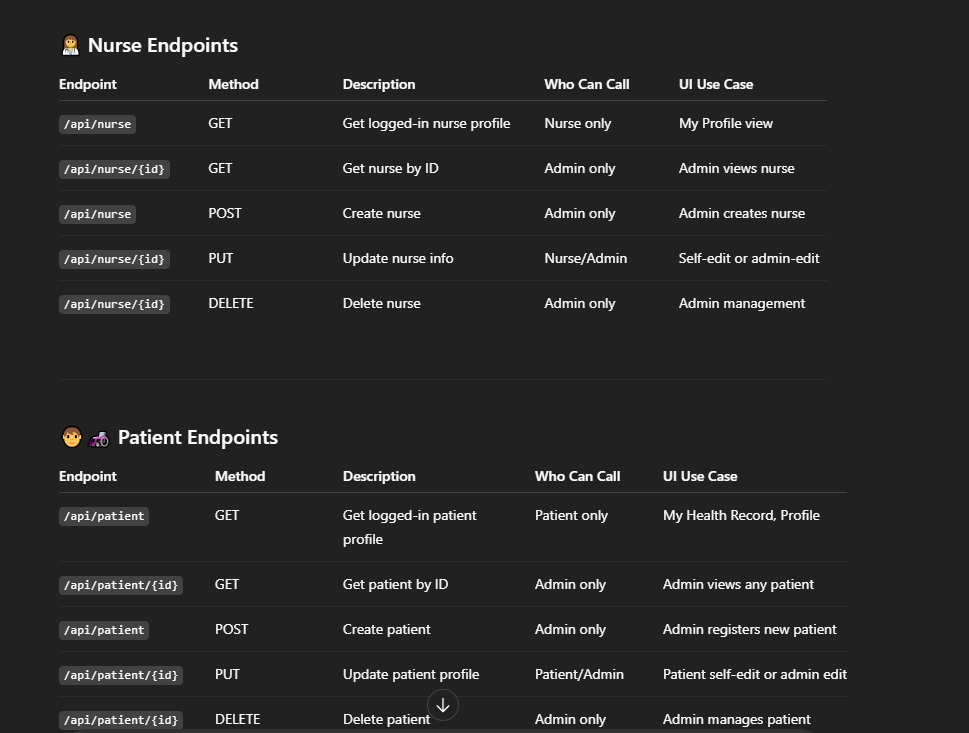 Nurse Endpoints
Endpoint Method Description Who Can Call UI Use Case
/api/nurse GET Get logged-in nurse profile Nurse only My Profile view
/api/nurse/{id} GET Get nurse by ID Admin only Admin views nurse
/api/nurse POST Create nurse Admin only Admin creates nurse
/api/nurse/{id} PUT Update nurse info Nurse/Admin Self-edit or admin-edit
/api/nurse/{id} DELETE Delete nurse Admin only Admin management
Patient Endpoints
Endpoint Method Description Who Can Call UI Use Case
/api/patient GET Get logged-in patient Patient only My Health Record, Profile
profile
/api/patient/{id} GET Get patient by ID Admin only Admin views any patient
/api/patient POST Create patient Admin only Admin registers new patient
/api/patient/{id} PUT Update patient profile Patient/Admin Patient self-edit or admin edit
/api/patient/{id} DELETE Delete patient Admin only Admin manages patient